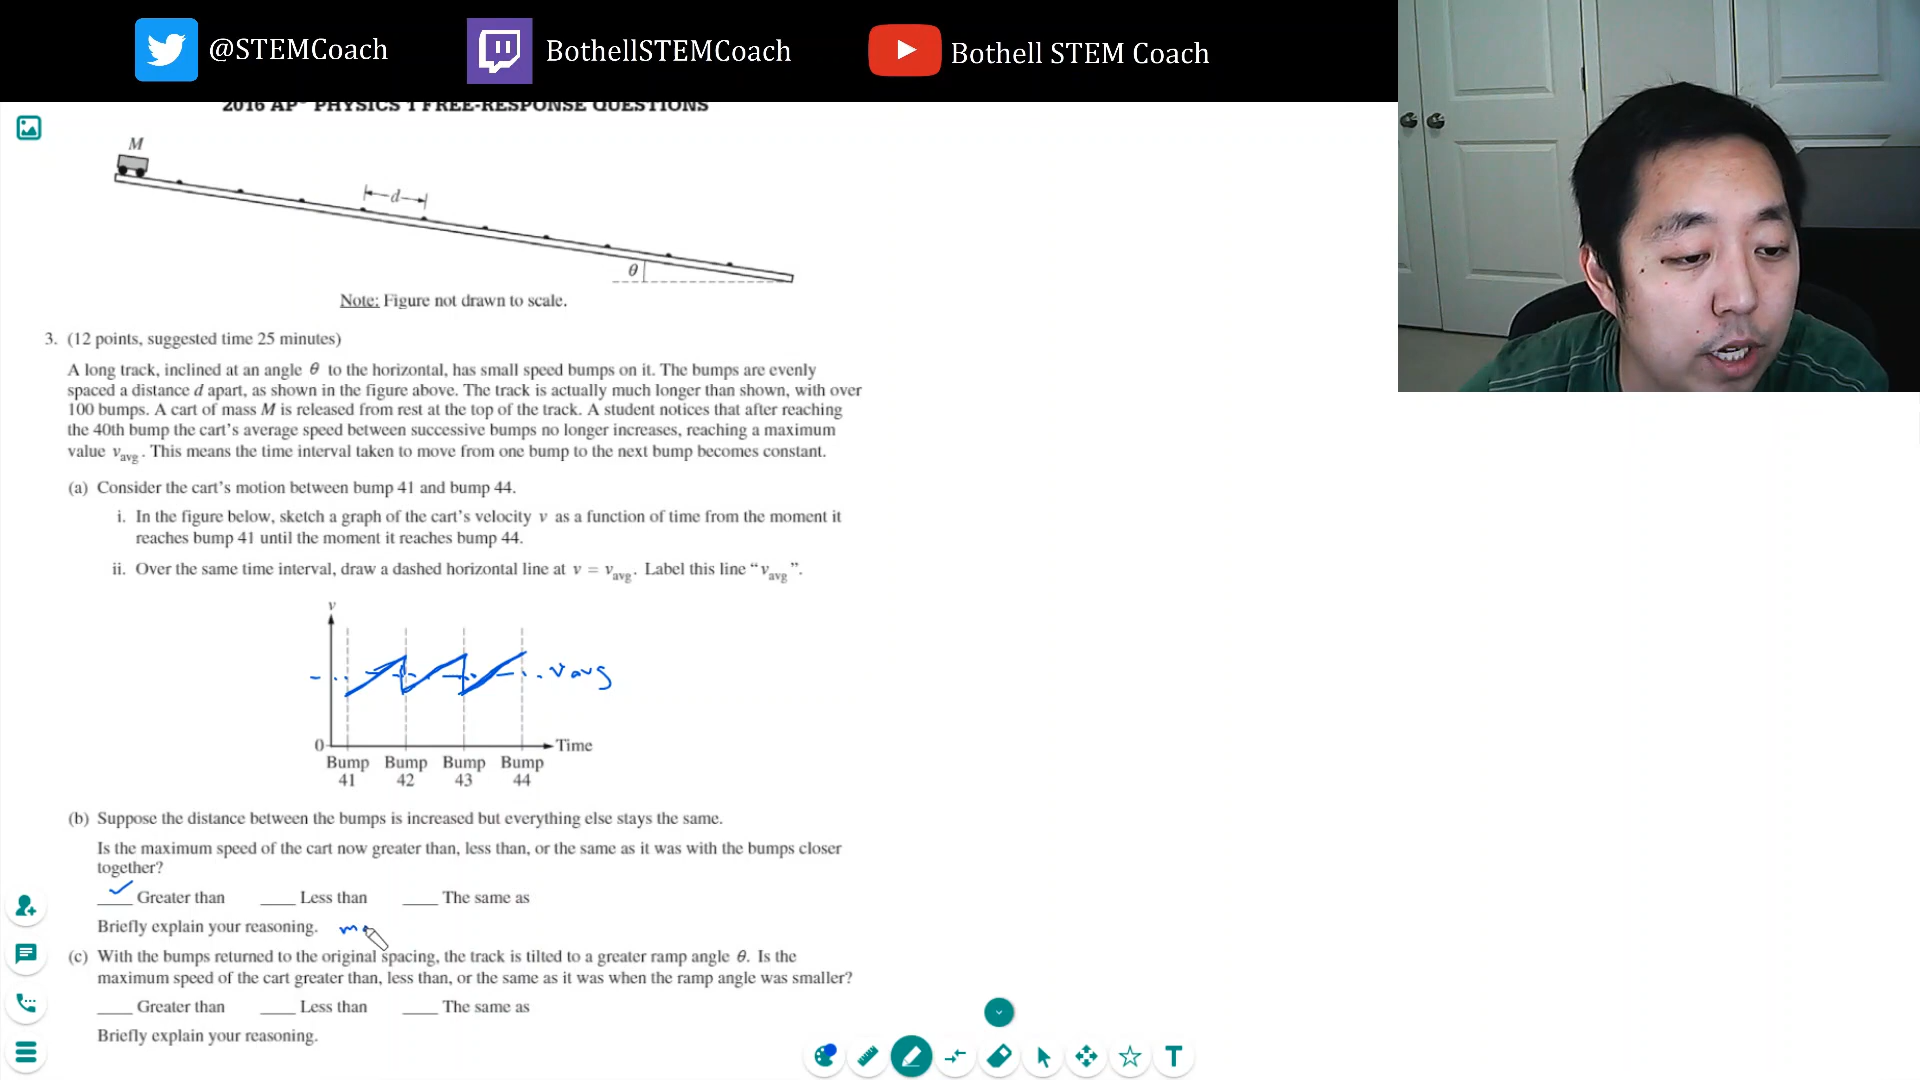 @STEMCoach
BothellSTEMCoach
Bothell STEM Coach
2016 AP® PHYSICS 1 FREE-RESPONSE QUESTIONS
M
d
θ
Note: Figure not drawn to scale.
3. (12 points, suggested time 25 minutes)
A long track, inclined at an angle θ to the horizontal, has small speed bumps on it. The bumps are evenly
spaced a distance d apart, as shown in the figure above. The track is actually much longer than shown, with over
100 bumps. A cart of mass M is released from rest at the top of the track. A student notices that after reaching
the 40th bump the cart's average speed between successive bumps no longer increases, reaching a maximum
value vavg. This means the time interval taken to move from one bump to the next bump becomes constant.
(a) Consider the cart's motion between bump 41 and bump 44.
i. In the figure below, sketch a graph of the cart's velocity v as a function of time from the moment it
reaches bump 41 until the moment it reaches bump 44.
ii. Over the same time interval, draw a dashed horizontal line at v = vavg. Label this line "vavg".
v
v avg
0
Time
Bump Bump Bump Bump
41 42 43 44
(b) Suppose the distance between the bumps is increased but everything else stays the same.
Is the maximum speed of the cart now greater than, less than, or the same as it was with the bumps closer
together?
✓ ____ Greater than ____ Less than ____ The same as
Briefly explain your reasoning.
(c) With the bumps returned to the original spacing, the track is tilted to a greater ramp angle θ. Is the
maximum speed of the cart greater than, less than, or the same as it was when the ramp angle was smaller?
____ Greater than ____ Less than ____ The same as
Briefly explain your reasoning.
T